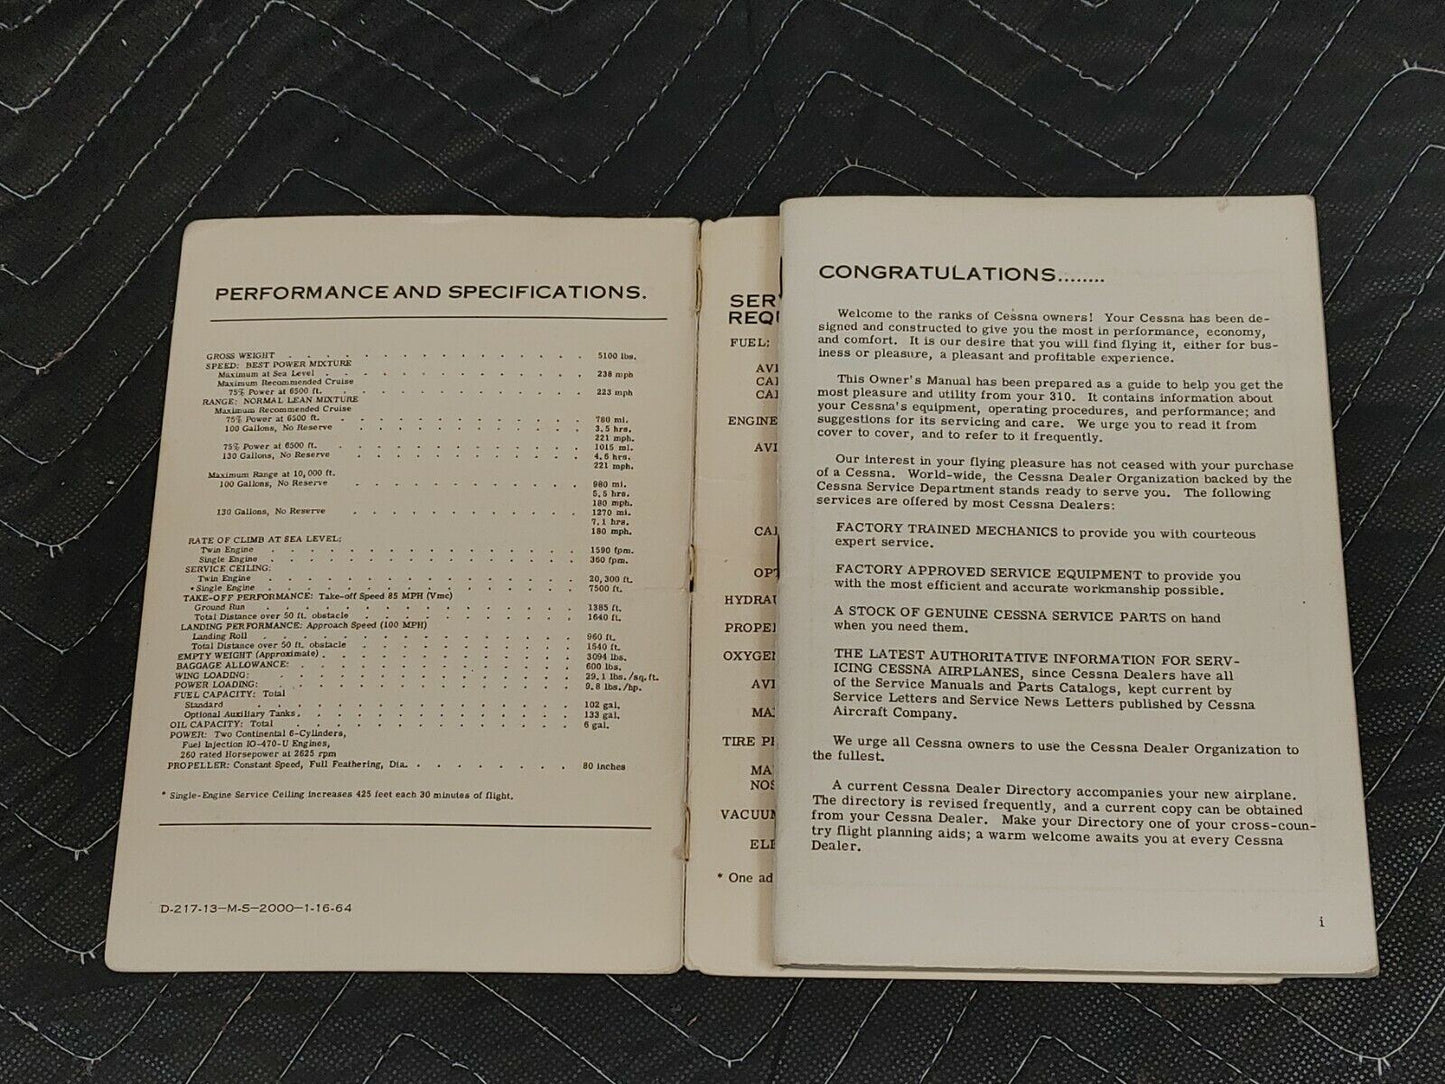 PERFORMANCE AND SPECIFICATIONS.
GROSS WEIGHT . . . . . . . . . . . . . . 5100 lbs.
SPEED: BEST POWER MIXTURE
Maximum at Sea Level . . . . . . . . . . . . 238 mph
Maximum Recommended Cruise
75% Power at 6500 ft. . . . . . . . . . . . . 223 mph
RANGE: NORMAL LEAN MIXTURE
Maximum Recommended Cruise
75% Power at 6500 ft. . . . . . . . . . . . . 780 mi.
100 Gallons, No Reserve . . . . . . . . . . . 3.5 hrs.
221 mph.
75% Power at 6500 ft. . . . . . . . . . . . . 1015 mi.
130 Gallons, No Reserve . . . . . . . . . . . 4.6 hrs.
221 mph.
Maximum Range at 10,000 ft.
100 Gallons, No Reserve . . . . . . . . . . . 980 mi.
5.5 hrs.
180 mph.
130 Gallons, No Reserve . . . . . . . . . . . 1270 mi.
7.1 hrs.
180 mph.
RATE OF CLIMB AT SEA LEVEL:
Twin Engine . . . . . . . . . . . . . . 1590 fpm.
Single Engine . . . . . . . . . . . . . . 360 fpm.
SERVICE CEILING:
Twin Engine . . . . . . . . . . . . . . 20,300 ft.
*Single Engine . . . . . . . . . . . . . . 7500 ft.
TAKE-OFF PERFORMANCE: Take-off Speed 85 MPH (Vmc)
Ground Run . . . . . . . . . . . . . . 1385 ft.
Total Distance over 50 ft. obstacle . . . . . . . . . . 1640 ft.
LANDING PERFORMANCE: Approach Speed (100 MPH)
Landing Roll . . . . . . . . . . . . . . 960 ft.
Total Distance over 50 ft. obstacle . . . . . . . . . . 1540 ft.
EMPTY WEIGHT (Approximate) . . . . . . . . . . . . 3094 lbs.
BAGGAGE ALLOWANCE: . . . . . . . . . . . . . 600 lbs.
WING LOADING: . . . . . . . . . . . . . . 29.1 lbs./sq.ft.
POWER LOADING: . . . . . . . . . . . . . . 9.8 lbs./hp.
FUEL CAPACITY: Total
Standard . . . . . . . . . . . . . . 102 gal.
Optional Auxiliary Tanks. . . . . . . . . . . . . 133 gal.
OIL CAPACITY: Total . . . . . . . . . . . . . 6 gal.
POWER: Two Continental 6-Cylinders,
Fuel Injection IO-470-U Engines,
260 rated Horsepower at 2625 rpm
PROPELLER: Constant Speed, Full Feathering, Dia. . . . . . . . . 80 inches
* Single-Engine Service Ceiling increases 425 feet each 30 minutes of flight.
D-217-13—M-S—2000—1-16-64
SER
REQU
FUEL:
AVI
CAI
CAI
ENGINE
AVI
CAI
OPT
HYDRAU
PROPEI
OXYGEN
AVI
MAX
TIRE PI
MA
NOS
VACUUM
ELE
* One ad
CONGRATULATIONS........
Welcome to the ranks of Cessna owners! Your Cessna has been de-
signed and constructed to give you the most in performance, economy,
and comfort. It is our desire that you will find flying it, either for bus-
iness or pleasure, a pleasant and profitable experience.
This Owner's Manual has been prepared as a guide to help you get the
most pleasure and utility from your 310. It contains information about
your Cessna's equipment, operating procedures, and performance; and
suggestions for its servicing and care. We urge you to read it from
cover to cover, and to refer to it frequently.
Our interest in your flying pleasure has not ceased with your purchase
of a Cessna. World-wide, the Cessna Dealer Organization backed by the
Cessna Service Department stands ready to serve you. The following
services are offered by most Cessna Dealers:
FACTORY TRAINED MECHANICS to provide you with courteous
expert service.
FACTORY APPROVED SERVICE EQUIPMENT to provide you
with the most efficient and accurate workmanship possible.
A STOCK OF GENUINE CESSNA SERVICE PARTS on hand
when you need them.
THE LATEST AUTHORITATIVE INFORMATION FOR SERV-
ICING CESSNA AIRPLANES, since Cessna Dealers have all
of the Service Manuals and Parts Catalogs, kept current by
Service Letters and Service News Letters published by Cessna
Aircraft Company.
We urge all Cessna owners to use the Cessna Dealer Organization to
the fullest.
A current Cessna Dealer Directory accompanies your new airplane.
The directory is revised frequently, and a current copy can be obtained
from your Cessna Dealer. Make your Directory one of your cross-coun-
try flight planning aids; a warm welcome awaits you at every Cessna
Dealer.
i